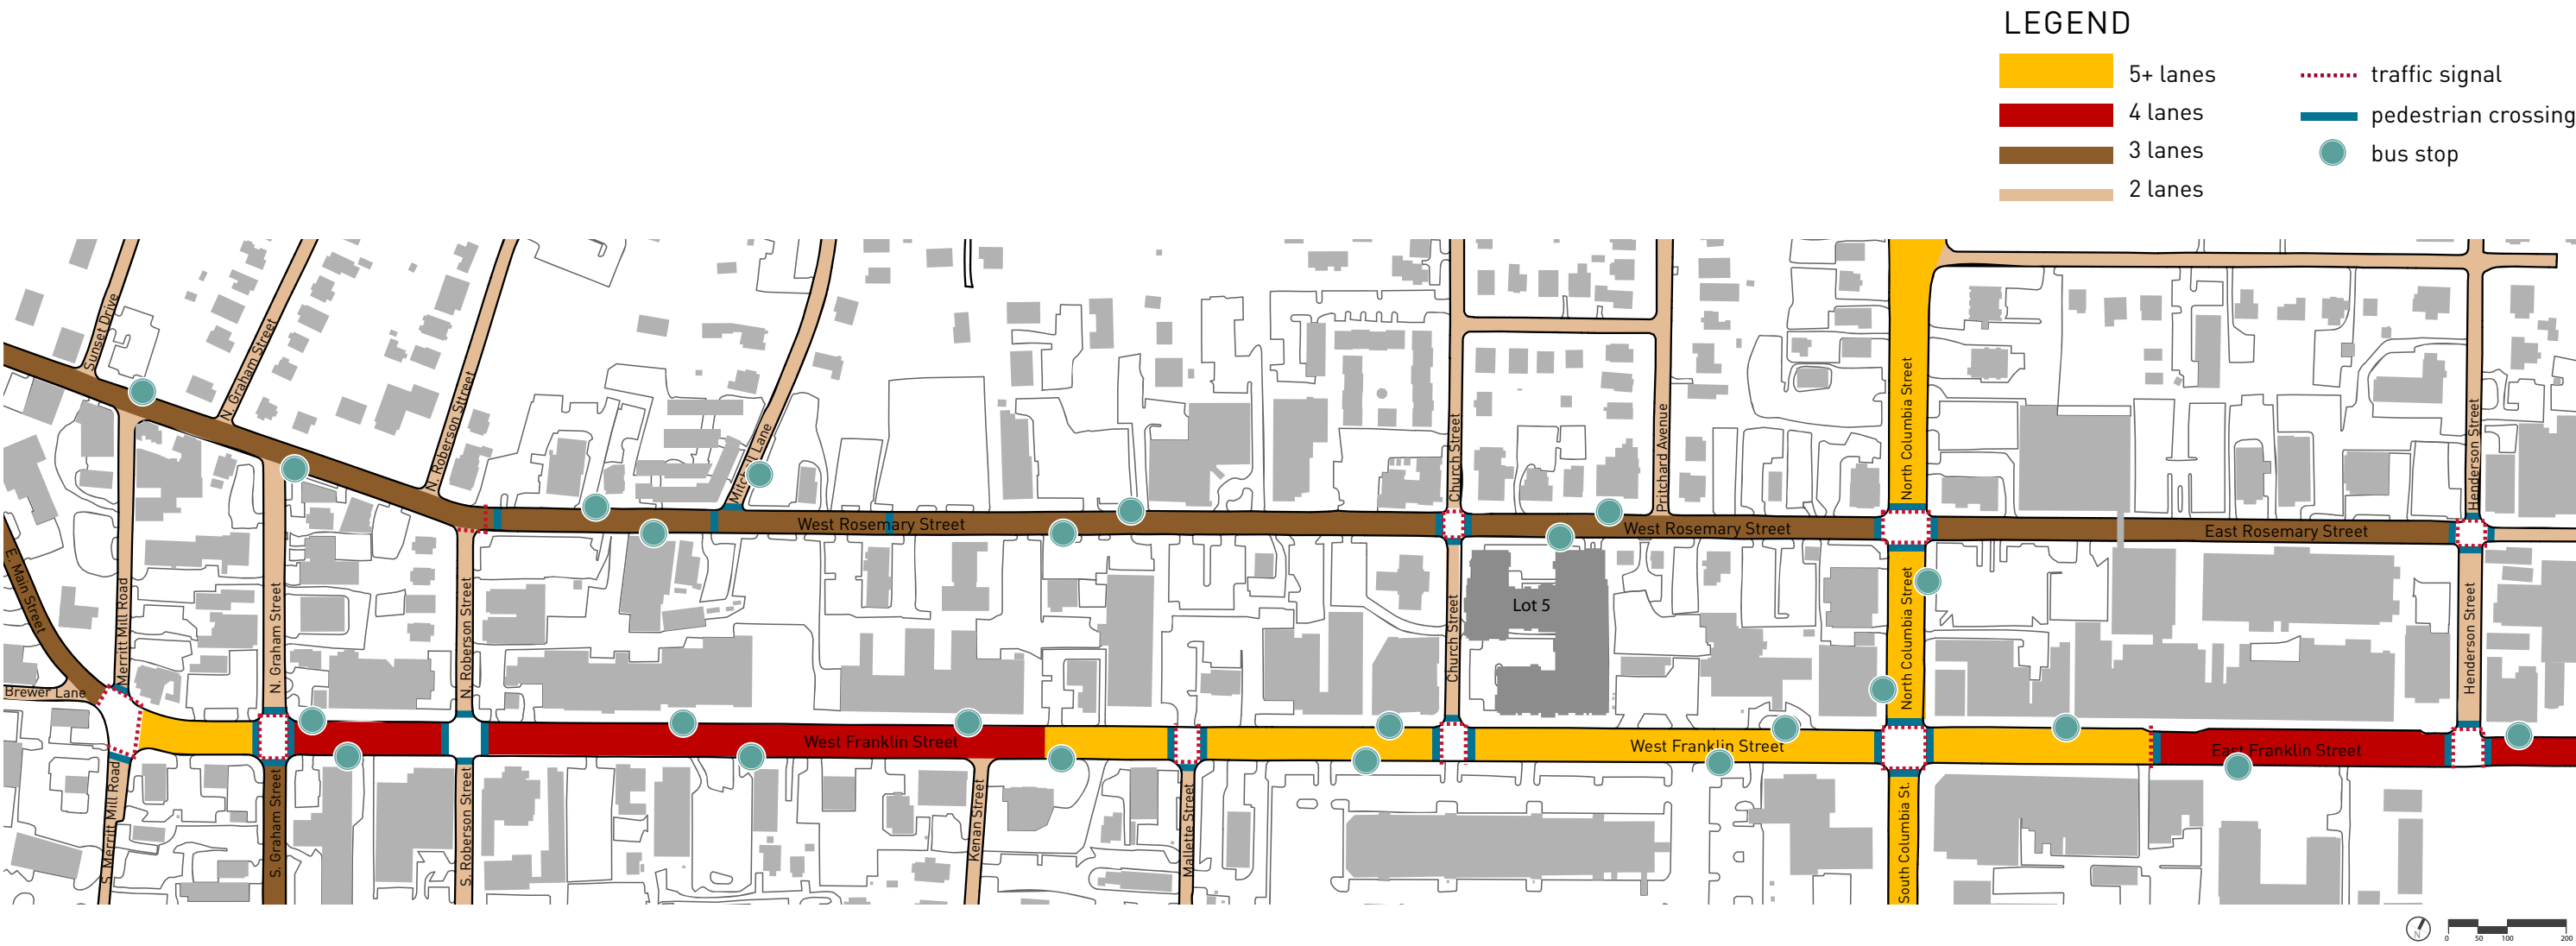 LEGEND
5+ lanes
traffic signal
4 lanes
pedestrian crossing
3 lanes
bus stop
2 lanes
Sunset Drive
N. Graham Street
N. Roberson Sttreet
Mitchell Lane
Church Street
Pritchard Avenue
North Columbia Street
Henderson Street
West Rosemary Street
West Rosemary Street
East Rosemary Street
E. Main Street
Merritt Mill Road
N. Graham Street
N. Roberson Street
Church Street
Lot 5
North Columbia Street
Henderson Street
Brewer Lane
West Franklin Street
West Franklin Street
East Franklin Street
S. Merritt Mill Road
S. Graham Street
S. Roberson Street
Kenan Street
Mallette Street
South Columbia St.
N
0 50 100 200